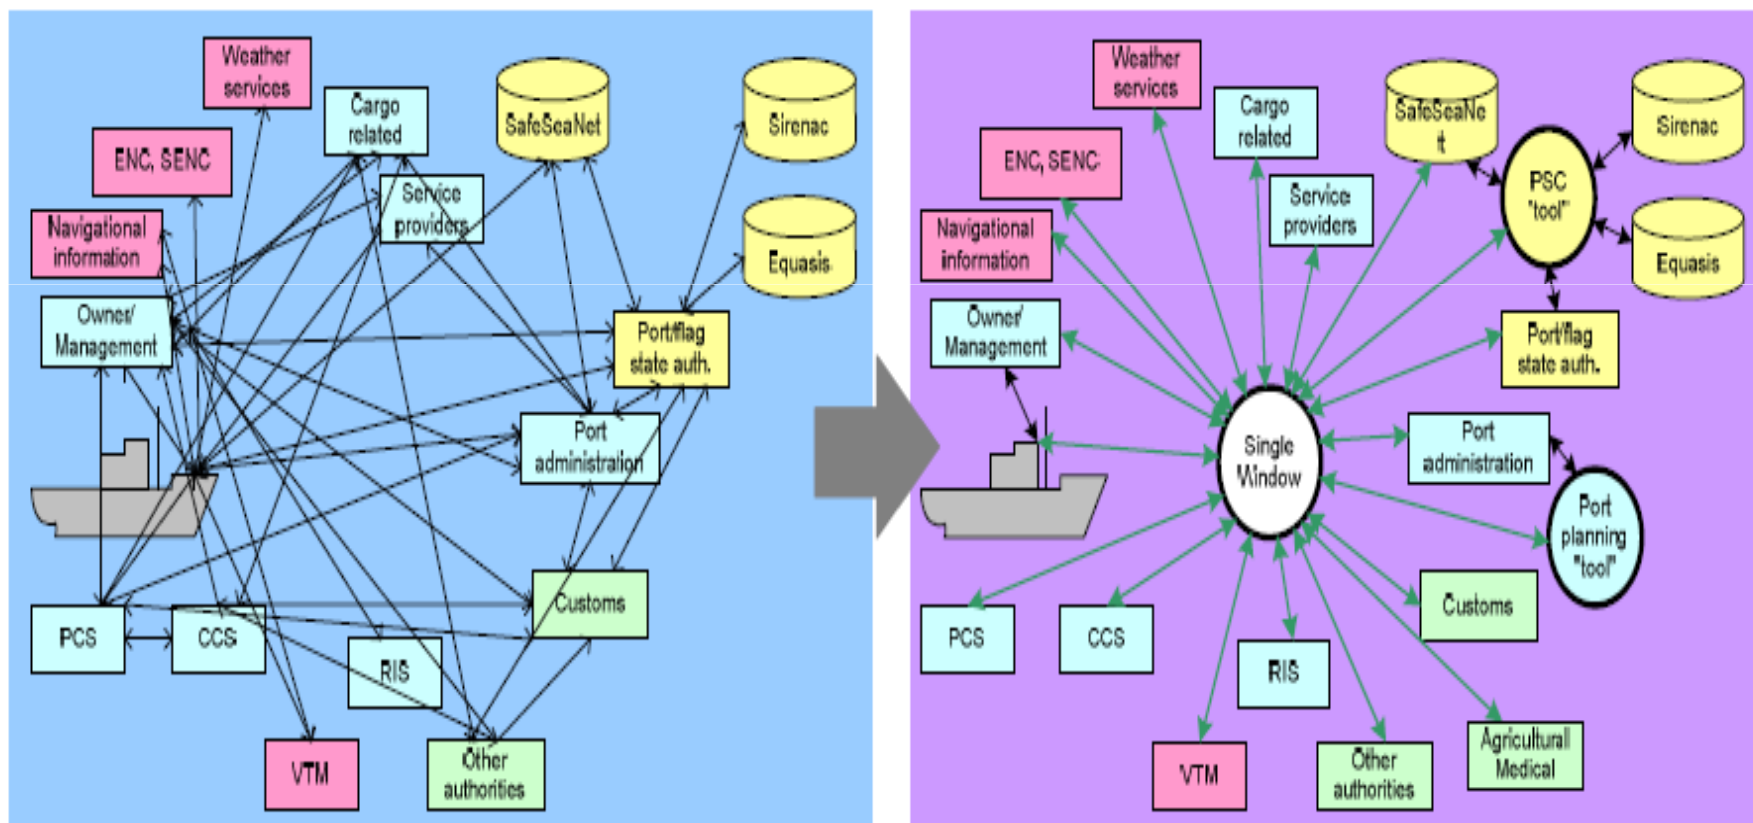 Weather
services
Cargo
related
SafeSeaNet
Sirenac
ENC, SENC
Service
providers
Navigational
information
Equasis
Owner/
Management
Port/flag
state auth.
Port
administration
Customs
PCS
CCS
RIS
VTM
Other
authorities
Weather
services
Cargo
related
SafeSeaNe
t
Sirenac
ENC, SENC
PSC
"tool"
Service
providers
Navigational
information
Equasis
Owner/
Management
Port/flag
state auth.
Single
Window
Port
administration
Port
planning
"tool"
Customs
PCS
CCS
RIS
Agricultural
Medical
VTM
Other
authorities